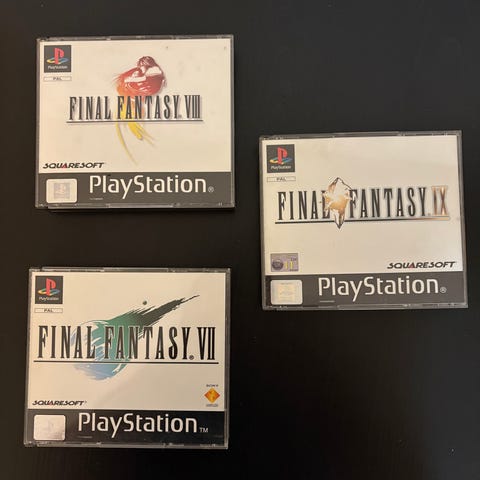 PlayStation
PAL
FINAL FANTASY VIII
SQUARESOFT
PlayStation®
PlayStation
PAL
FINAL FANTASY IX
SQUARESOFT
PlayStation®
PlayStation
PAL
FINAL FANTASY® VII
SONY
SQUARESOFT®
PlayStation™